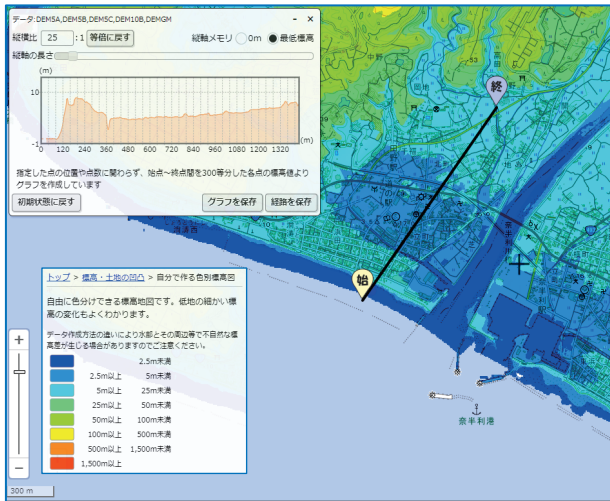 データ:DEM5A,DEM5B,DEM5C,DEM10B,DEMGM
縦横比 25 :1 等倍に戻す 縦軸メモリ 0m 最低標高
縦軸の長さ
(m)
10
-1
0 120 240 360 480 600 720 840 960 1080 1200 1320 (m)
指定した点の位置や点数に関わらず、始点～終点間を300等分した各点の標高値より
グラフを作成しています
初期状態に戻す グラフを保存 経路を保存
終
始
トップ > 標高・土地の凹凸 > 自分で作る色別標高図
自由に色分けできる標高地図です。低地の細かい標
高の変化もよくわかります。
データ作成方法の違いにより水部とその周辺等で不自然な標
高差が生じる場合がありますのでご注意ください。
2.5m未満
2.5m以上 5m未満
5m以上 25m未満
25m以上 50m未満
50m以上 100m未満
100m以上 500m未満
500m以上 1,500m未満
1,500m以上
奈半利港
300 m